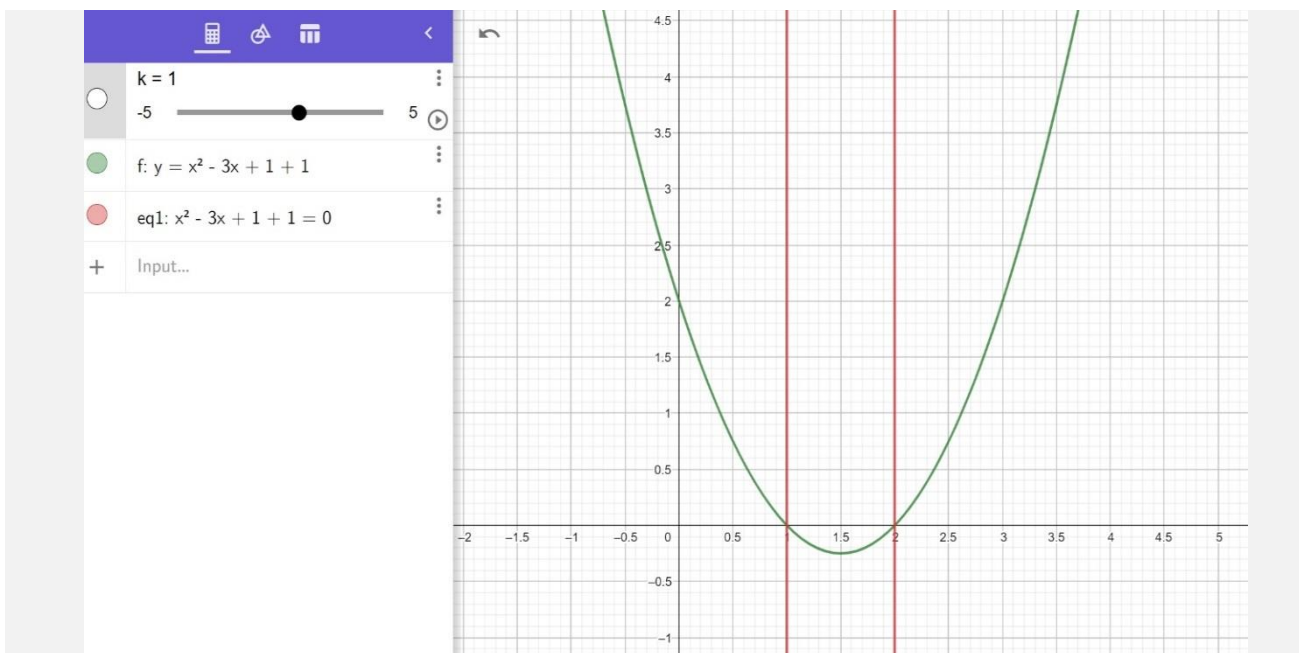 k = 1
-5 5
f: y = x² - 3x + 1 + 1
eq1: x² - 3x + 1 + 1 = 0
+ Input...
4.5
4
3.5
3
2.5
2
1.5
1
0.5
–2 –1.5 –1 –0.5 0 0.5 1 1.5 2 2.5 3 3.5 4 4.5 5
–0.5
–1